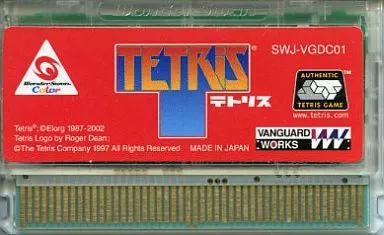 WonderSwan
SWJ-VGDC01
WonderSwan
Color
TETRIS
テトリス
AUTHENTIC
TETRIS GAME
www.tetris.com
Tetris®; ©Elorg 1987-2002
Tetris Logo by Roger Dean;
©The Tetris Company 1997 All Rights Reserved
MADE IN JAPAN
VANGUARD
WORKS